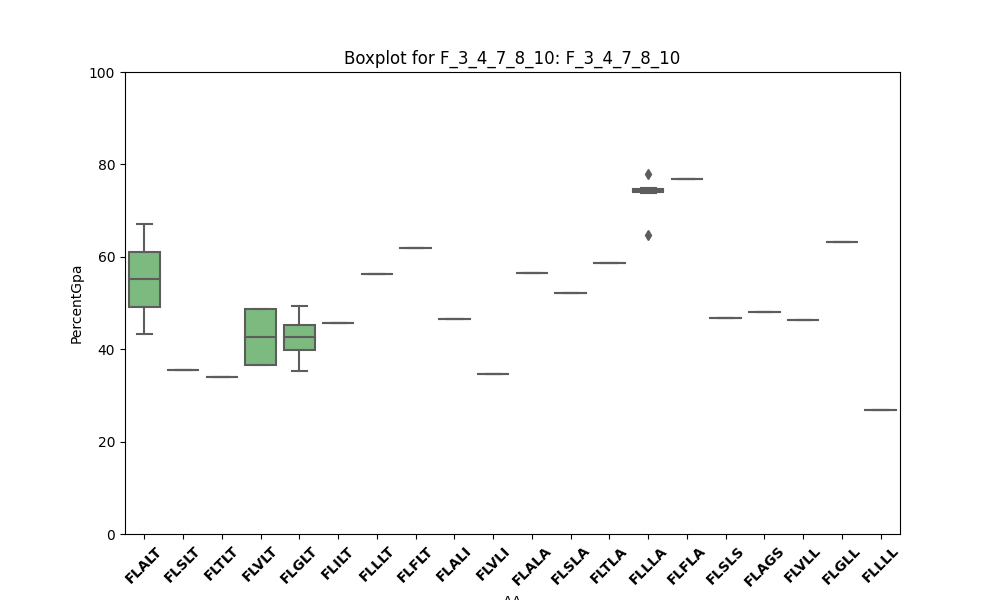 Boxplot for F_3_4_7_8_10: F_3_4_7_8_10
100
80
60
40
20
0
PercentGpa
FLALT
FLSLT
FLTLT
FLVLT
FLGLT
FLILT
FLLLT
FLFLT
FLALI
FLVLI
FLALA
FLSLA
FLTLA
FLLLA
FLFLA
FLSLS
FLAGS
FLVLL
FLGLL
FLLLL
AA